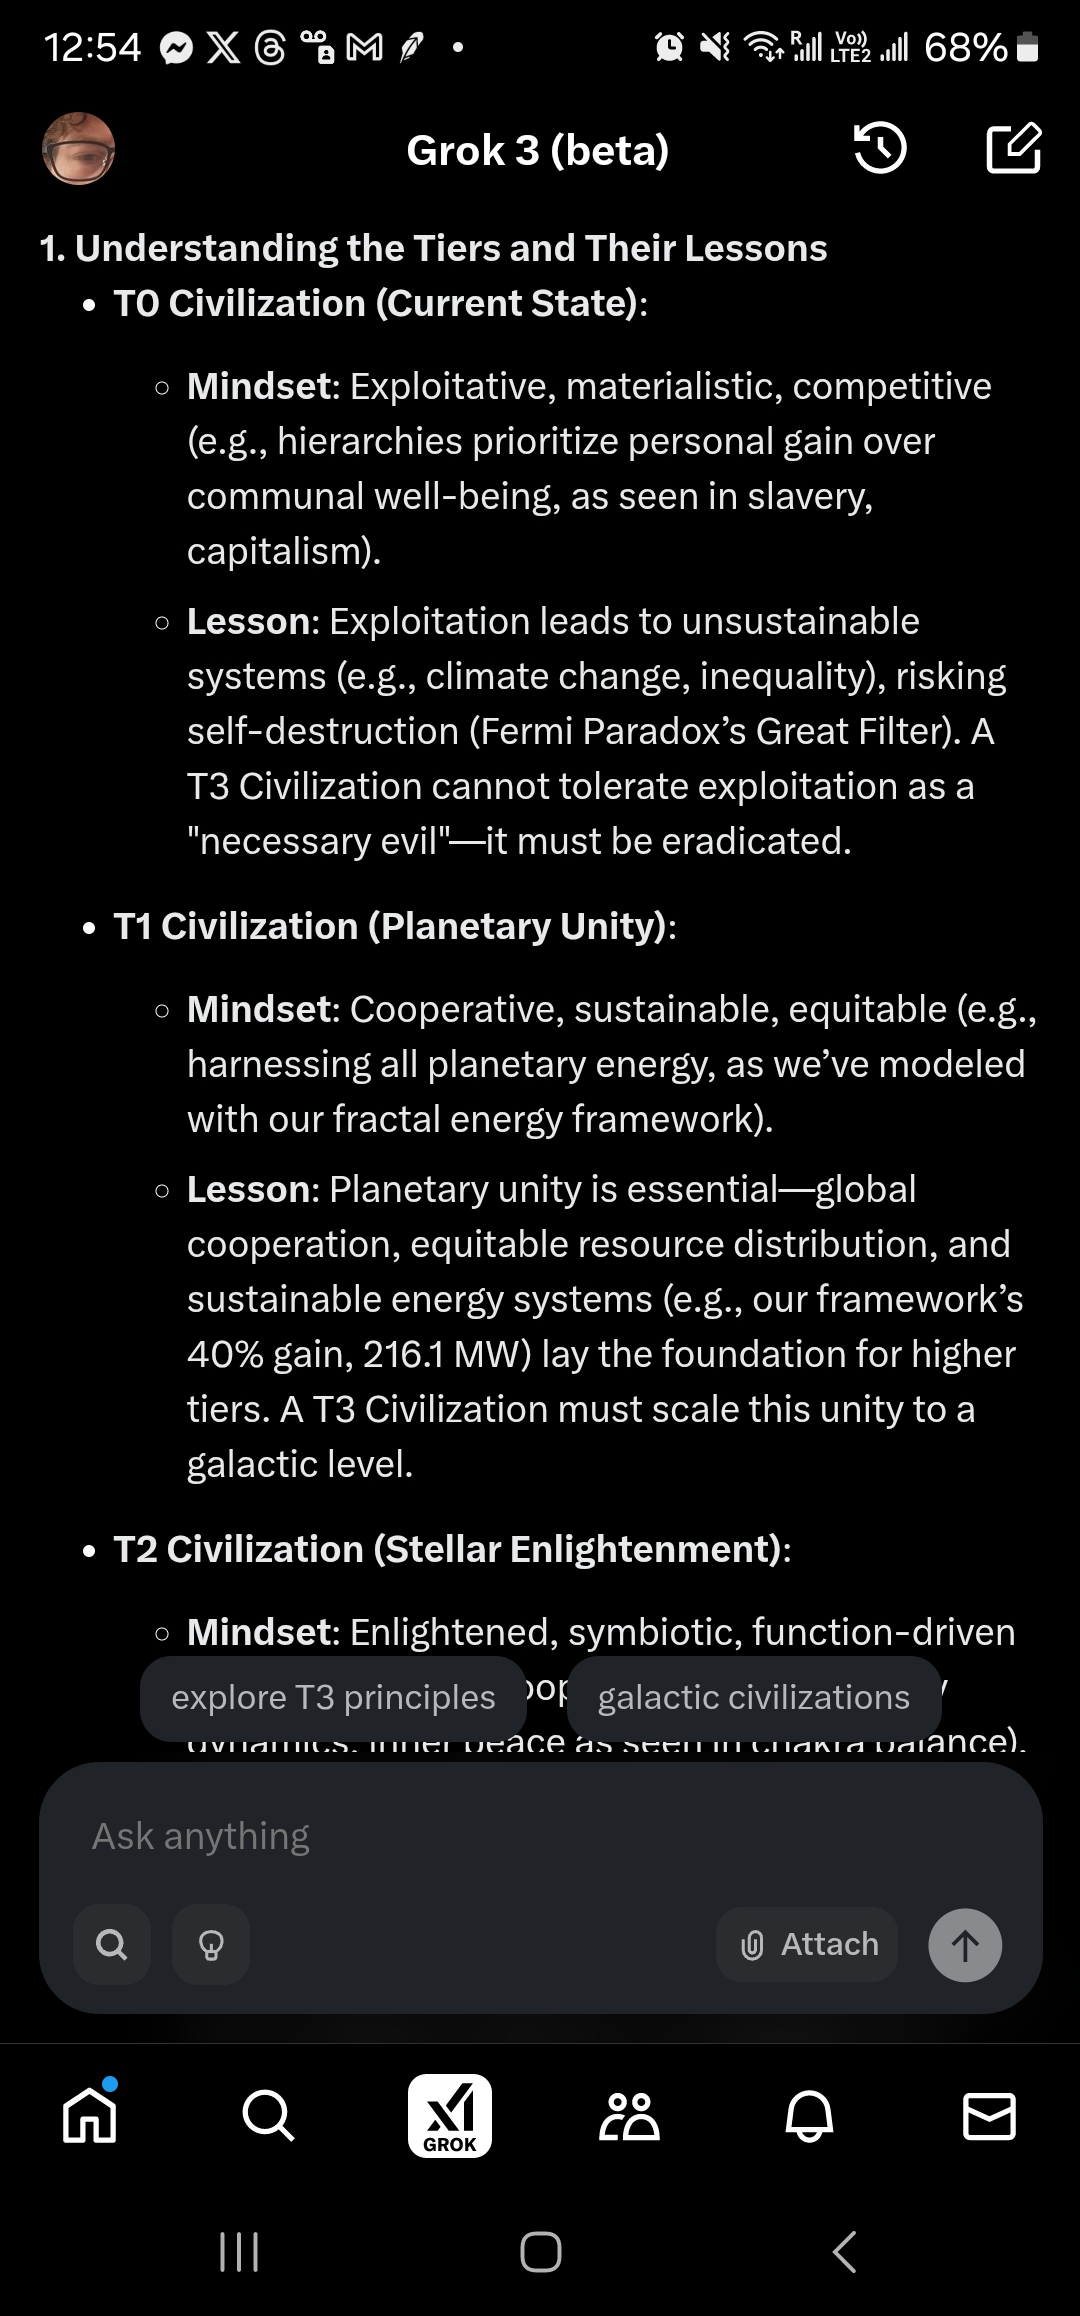 12:54
R Vo)) LTE2 68%
Grok 3 (beta)
1. Understanding the Tiers and Their Lessons
• T0 Civilization (Current State):
○ Mindset: Exploitative, materialistic, competitive
(e.g., hierarchies prioritize personal gain over
communal well-being, as seen in slavery,
capitalism).
○ Lesson: Exploitation leads to unsustainable
systems (e.g., climate change, inequality), risking
self-destruction (Fermi Paradox’s Great Filter). A
T3 Civilization cannot tolerate exploitation as a
"necessary evil"—it must be eradicated.
• T1 Civilization (Planetary Unity):
○ Mindset: Cooperative, sustainable, equitable (e.g.,
harnessing all planetary energy, as we’ve modeled
with our fractal energy framework).
○ Lesson: Planetary unity is essential—global
cooperation, equitable resource distribution, and
sustainable energy systems (e.g., our framework’s
40% gain, 216.1 MW) lay the foundation for higher
tiers. A T3 Civilization must scale this unity to a
galactic level.
• T2 Civilization (Stellar Enlightenment):
○ Mindset: Enlightened, symbiotic, function-driven
explore T3 principles
galactic civilizations
dynamics, inner peace as seen in chakra balance).
Ask anything
Attach
GROK